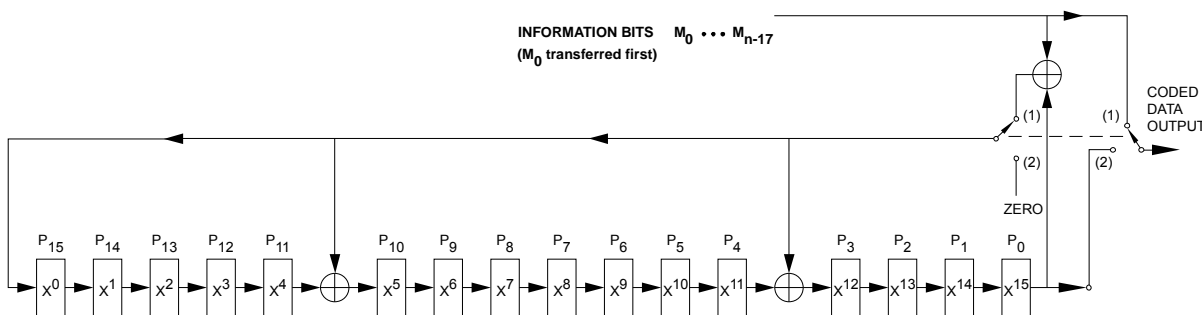 INFORMATION BITS M0 • • • Mn-17
(M0 transferred first)
CODED
DATA
OUTPUT
(1) (1)
(2) (2)
ZERO
P15 P14 P13 P12 P11 P10 P9 P8 P7 P6 P5 P4 P3 P2 P1 P0
X0 X1 X2 X3 X4 X5 X6 X7 X8 X9 X10 X11 X12 X13 X14 X15